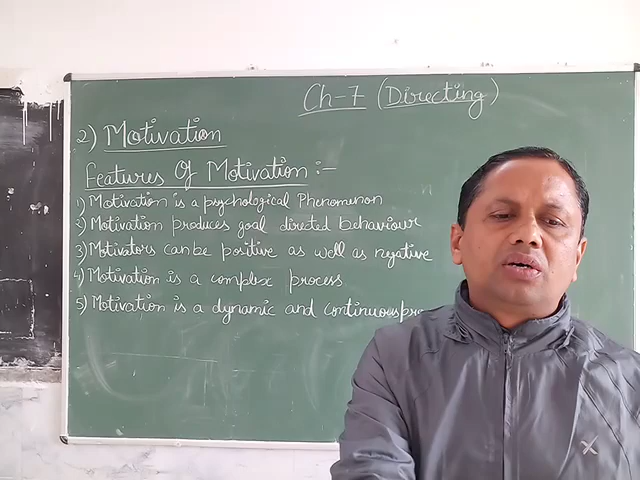 Ch-7 (Directing)
2) Motivation
Features Of Motivation :-
1) Motivation is a psychological Phenomenon
2) Motivation produces goal directed behaviour
3) Motivators can be positive as well as negative
4) Motivation is a complex process
5) Motivation is a dynamic and continuous pro